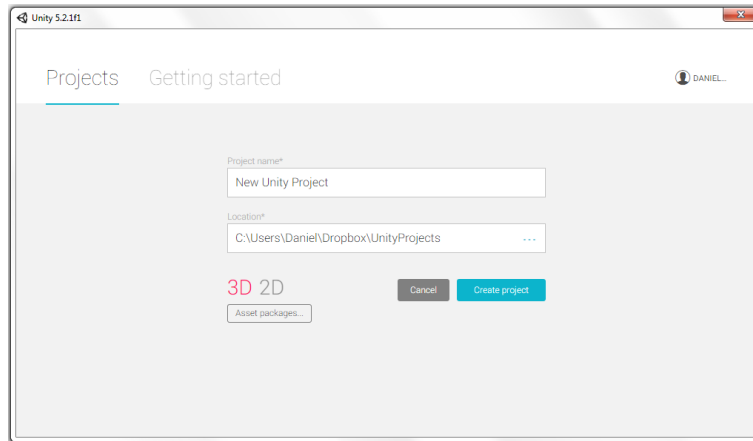 Unity 5.2.1f1
Projects Getting started
DANIEL...
Project name*
New Unity Project
Location*
C:\Users\Daniel\Dropbox\UnityProjects ...
3D 2D
Cancel Create project
Asset packages...